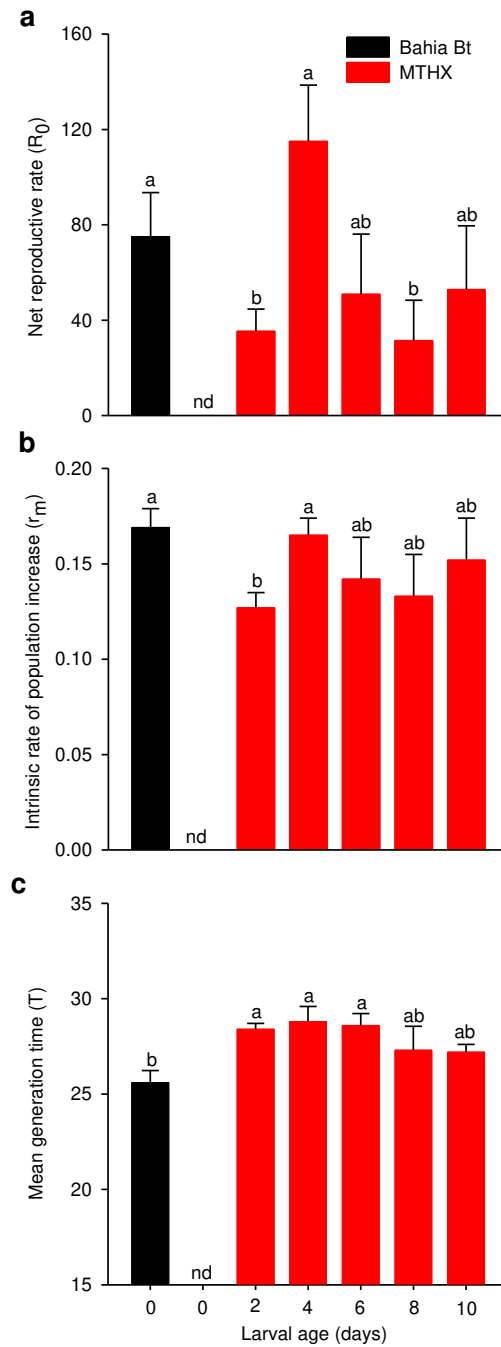 a
Net reproductive rate (R0)
160
120
80
40
0
Bahia Bt
MTHX
a
nd
b
a
ab
b
ab
b
Intrinsic rate of population increase (rm)
0.20
0.15
0.10
0.05
0.00
a
nd
b
a
ab
ab
ab
c
Mean generation time (T)
35
30
25
20
15
b
nd
a
a
a
ab
ab
0 0 2 4 6 8 10
Larval age (days)